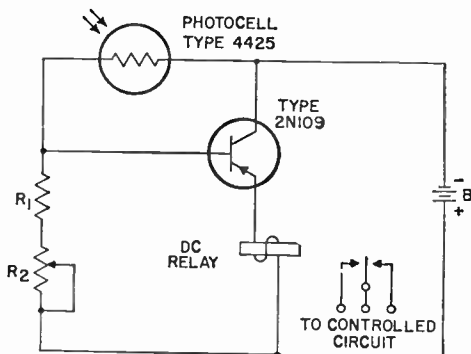 PHOTOCELL
TYPE 4425
TYPE
2N109
R1
R2
DC
RELAY
-
B
+
TO CONTROLLED
CIRCUIT